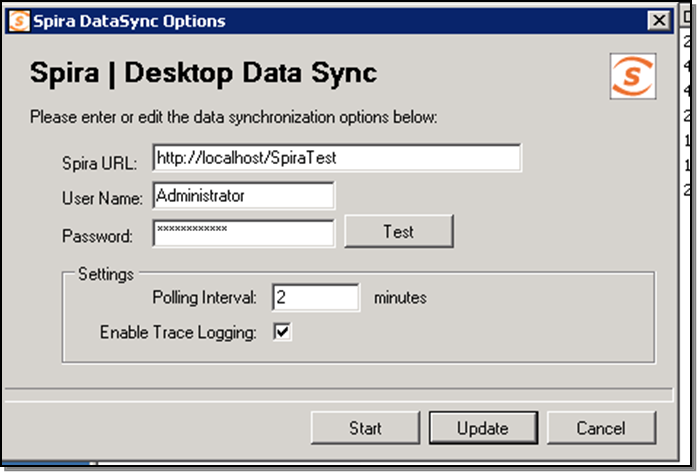 Spira DataSync Options
Spira | Desktop Data Sync
S
Please enter or edit the data synchronization options below:
Spira URL: http://localhost/SpiraTest
User Name: Administrator
Password: ************ Test
Settings
Polling Interval: 2 minutes
Enable Trace Logging:
Start Update Cancel